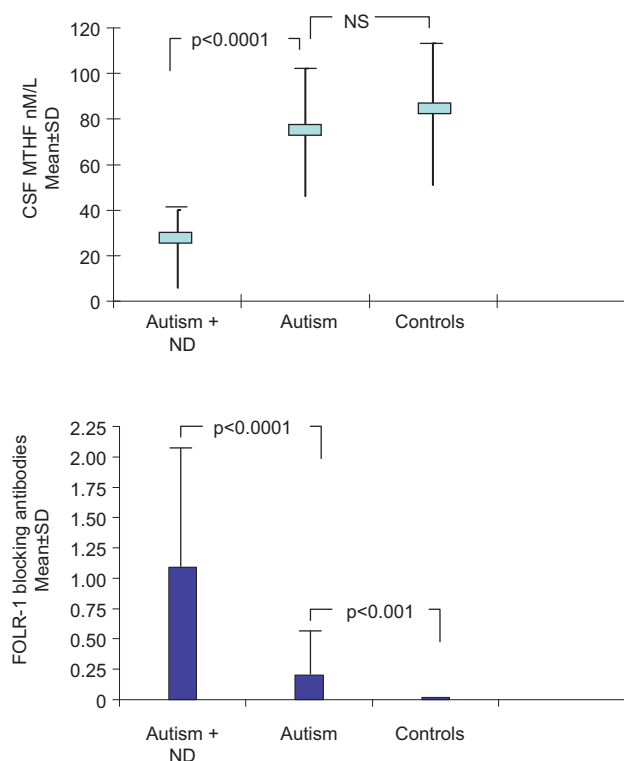 CSF MTHF nM/L
Mean±SD
120
100
80
60
40
20
0
p<0.0001
NS
Autism +
ND
Autism
Controls
FOLR-1 blocking antibodies
Mean±SD
2.25
2.00
1.75
1.50
1.25
1.00
0.75
0.50
0.25
0
p<0.0001
p<0.001
Autism +
ND
Autism
Controls